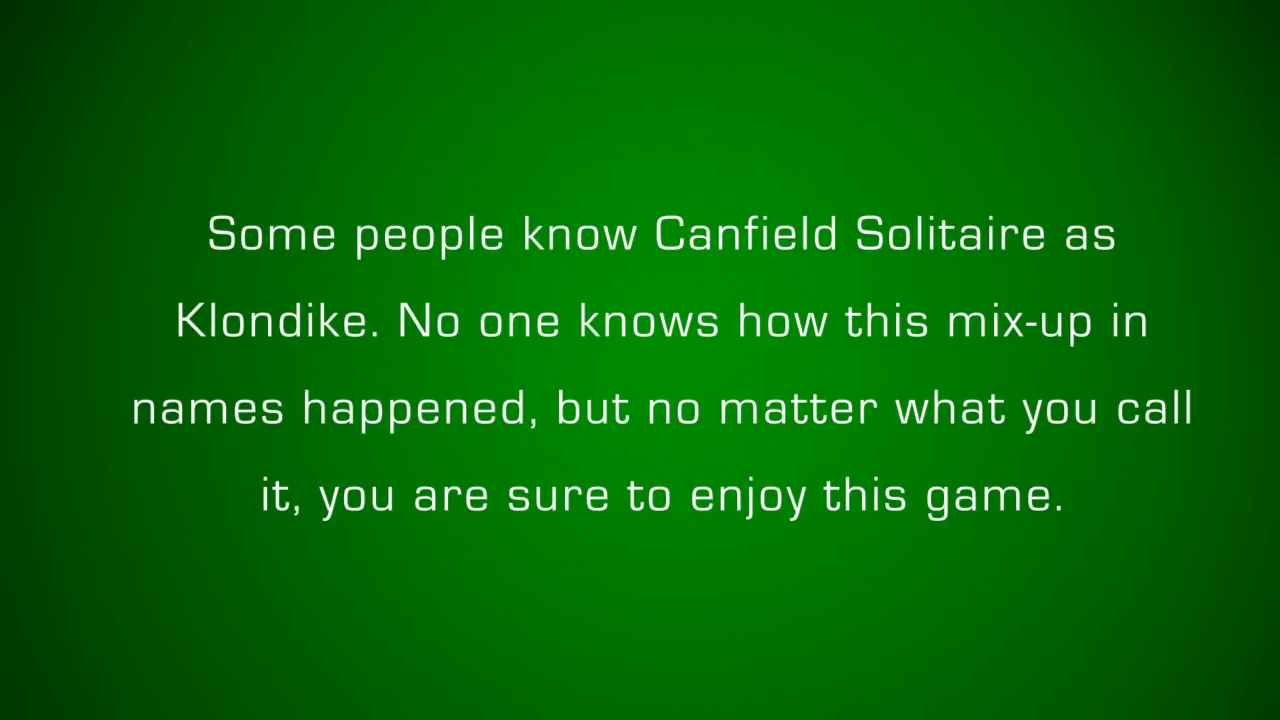 Some people know Canfield Solitaire as
Klondike. No one knows how this mix-up in
names happened, but no matter what you call
it, you are sure to enjoy this game.